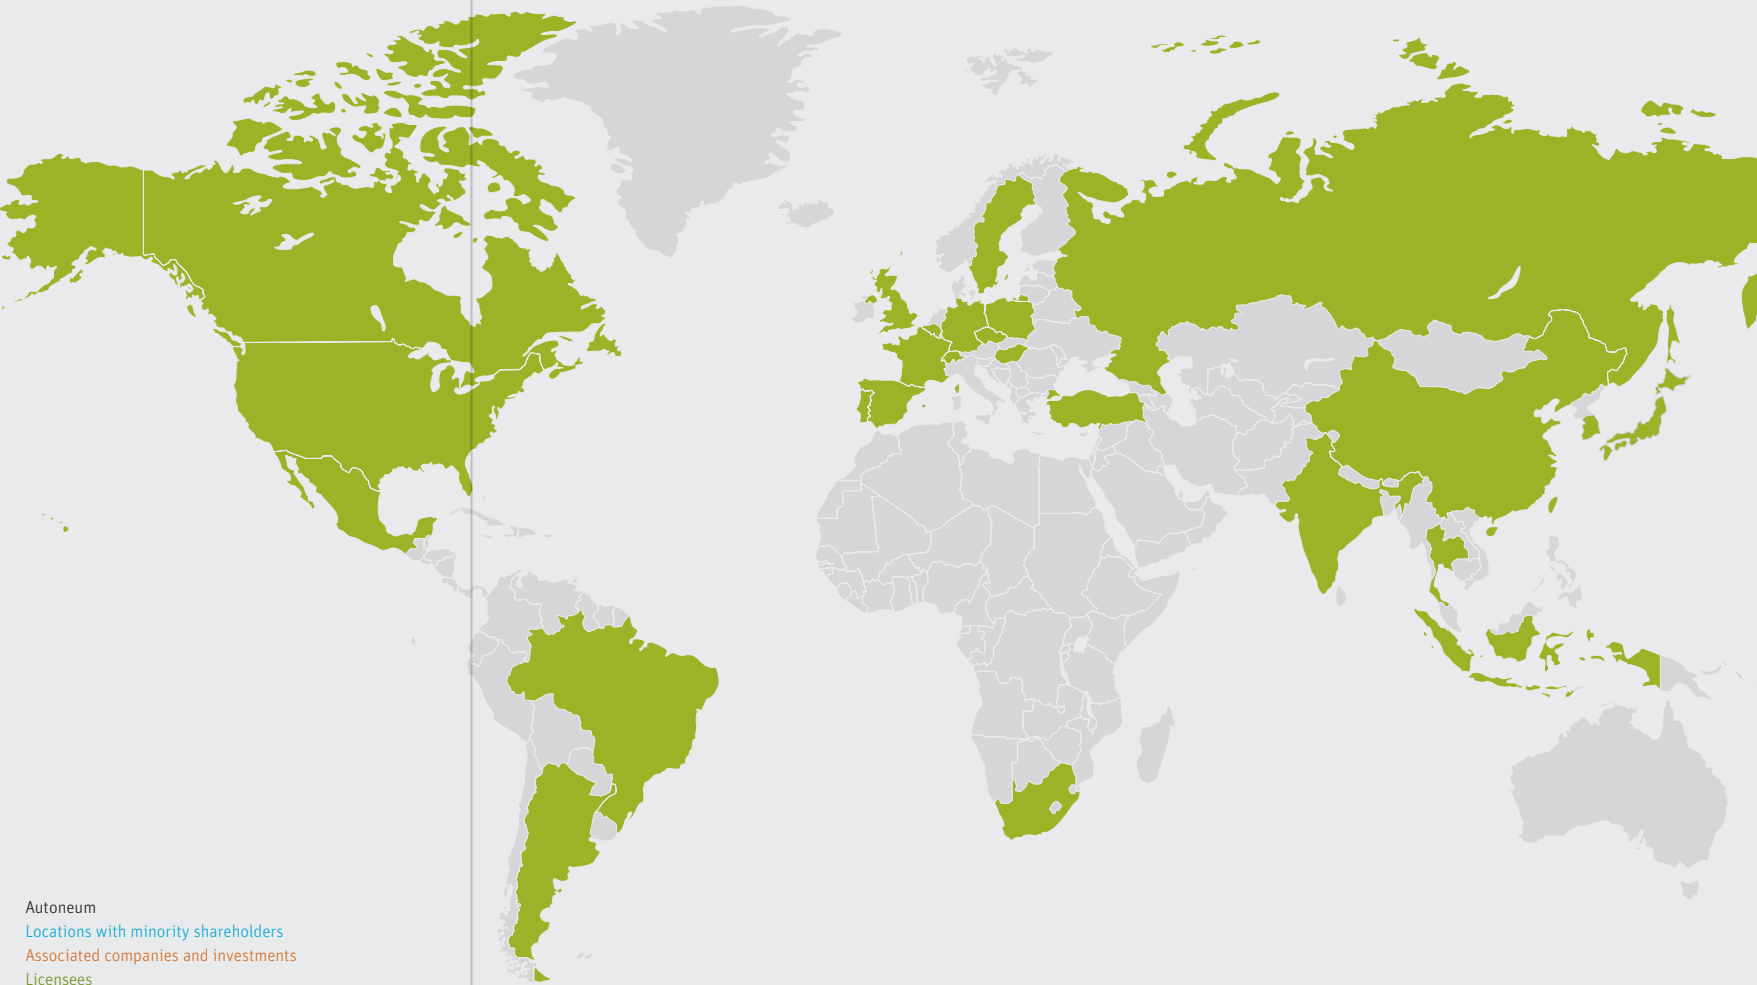 Autoneum
Locations with minority shareholders
Associated companies and investments
Licensees